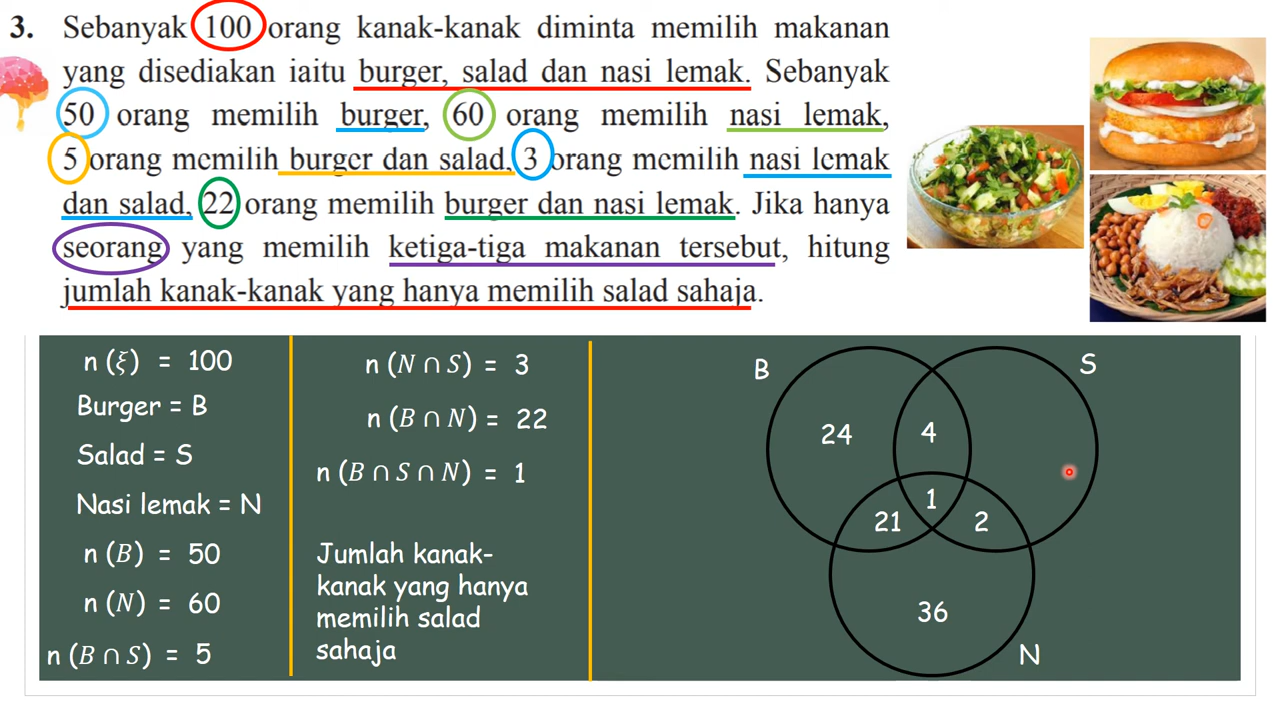 3. Sebanyak 100 orang kanak-kanak diminta memilih makanan
yang disediakan iaitu burger, salad dan nasi lemak. Sebanyak
50 orang memilih burger, 60 orang memilih nasi lemak,
5 orang memilih burger dan salad, 3 orang memilih nasi lemak
dan salad, 22 orang memilih burger dan nasi lemak. Jika hanya
seorang yang memilih ketiga-tiga makanan tersebut, hitung
jumlah kanak-kanak yang hanya memilih salad sahaja.
n (ξ) = 100
Burger = B
Salad = S
Nasi lemak = N
n (B) = 50
n (N) = 60
n (B ∩ S) = 5
n (N ∩ S) = 3
n (B ∩ N) = 22
n (B ∩ S ∩ N) = 1
Jumlah kanak-
kanak yang hanya
memilih salad
sahaja
B
S
24
4
1
21
2
36
N